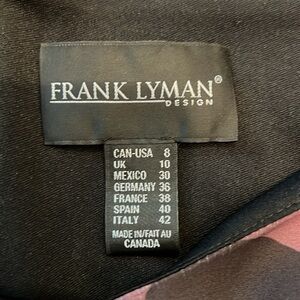 FRANK LYMAN®
DESIGN
CAN-USA 8
UK 10
MEXICO 30
GERMANY 36
FRANCE 38
SPAIN 40
ITALY 42
MADE IN/FAIT AU
CANADA